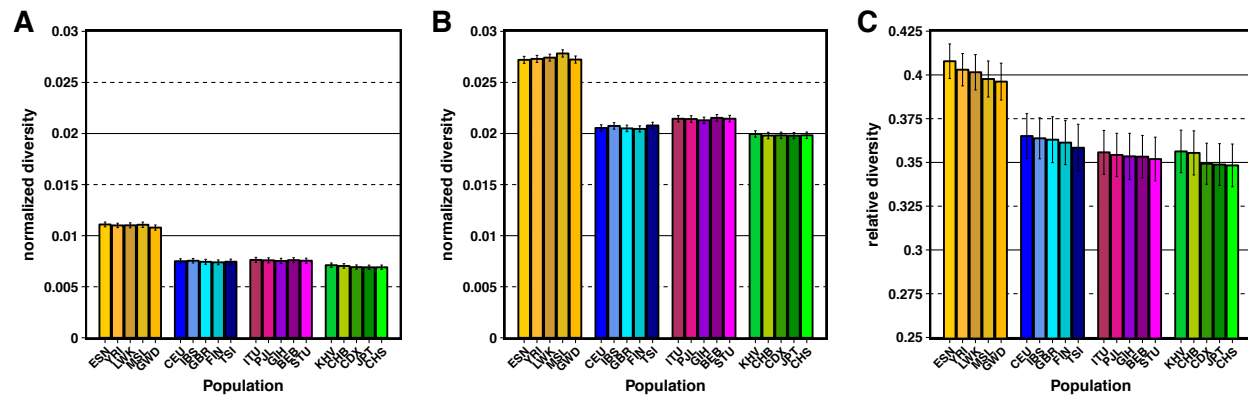 A
normalized diversity
0.03
0.025
0.02
0.015
0.01
0.005
0
ESN
YRI
LWK
MSL
GWD
CEU
IBS
GBR
FIN
TSI
ITU
PJL
GIH
BEB
STU
KHV
CHB
CDX
JPT
CHS
Population
B
normalized diversity
0.03
0.025
0.02
0.015
0.01
0.005
0
ESN
YRI
LWK
MSL
GWD
CEU
IBS
GBR
FIN
TSI
ITU
PJL
GIH
BEB
STU
KHV
CHB
CDX
JPT
CHS
Population
C
relative diversity
0.425
0.4
0.375
0.35
0.325
0.3
0.275
0.25
ESN
YRI
LWK
MSL
GWD
CEU
IBS
GBR
FIN
TSI
ITU
PJL
GIH
BEB
STU
KHV
CHB
CDX
JPT
CHS
Population